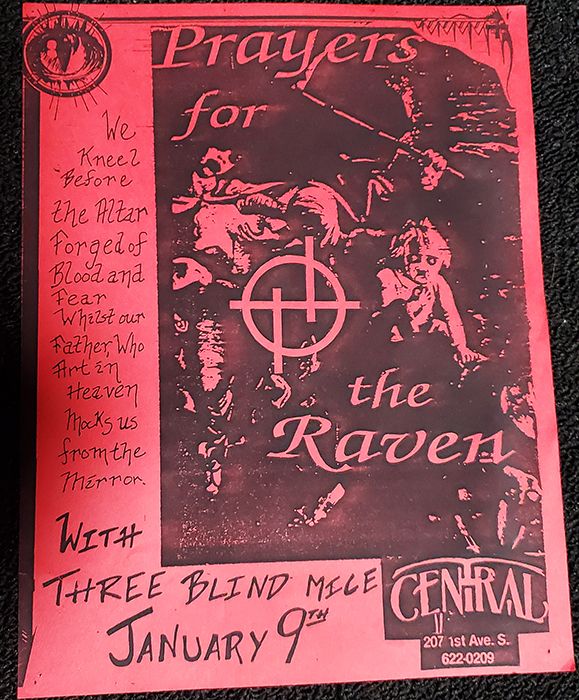 Prayers
for
the
Raven
We
Kneel
Before
the Altar
Forged of
Blood and
Fear
Whilst our
Father, Who
Art in
Heaven
Mocks us
from the
Mirror.
WITH
THREE BLIND MICE
JANUARY 9TH
CENTRAL
207 1st Ave. S.
622-0209